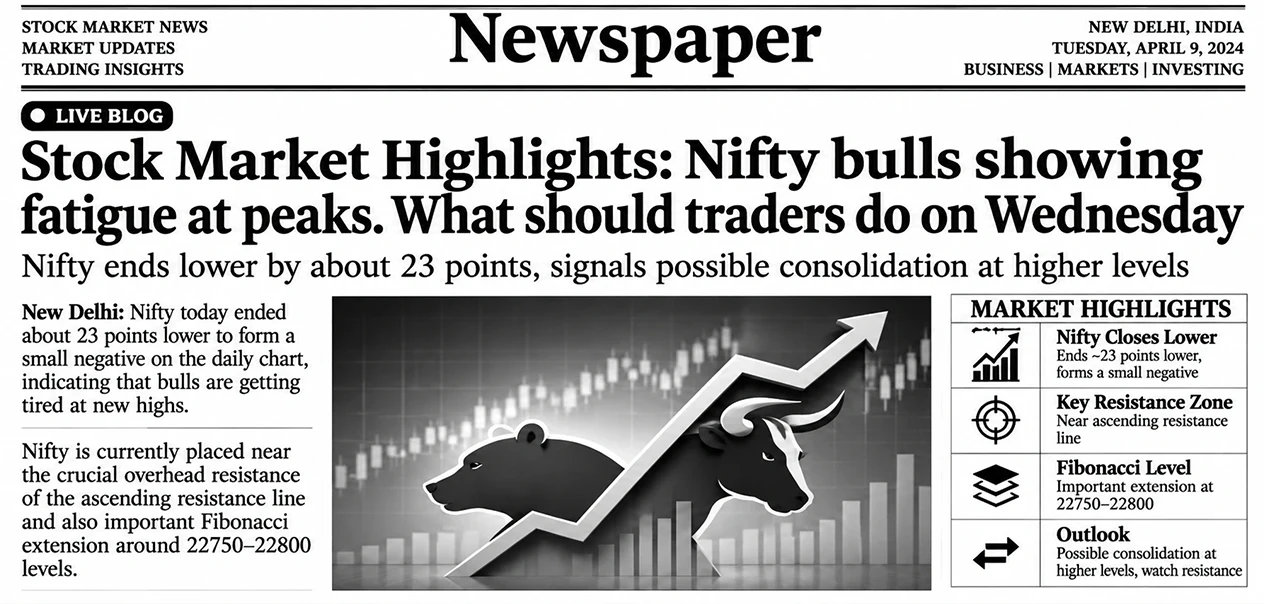 STOCK MARKET NEWS
MARKET UPDATES
TRADING INSIGHTS
Newspaper
NEW DELHI, INDIA
TUESDAY, APRIL 9, 2024
BUSINESS | MARKETS | INVESTING
LIVE BLOG
Stock Market Highlights: Nifty bulls showing
fatigue at peaks. What should traders do on Wednesday
Nifty ends lower by about 23 points, signals possible consolidation at higher levels
New Delhi: Nifty today ended
about 23 points lower to form a
small negative on the daily chart,
indicating that bulls are getting
tired at new highs.
Nifty is currently placed near
the crucial overhead resistance
of the ascending resistance line
and also important Fibonacci
extension around 22750–22800
levels.
MARKET HIGHLIGHTS
Nifty Closes Lower
Ends ~23 points lower,
forms a small negative
Key Resistance Zone
Near ascending resistance
line
Fibonacci Level
Important extension at
22750–22800
Outlook
Possible consolidation at
higher levels, watch resistance